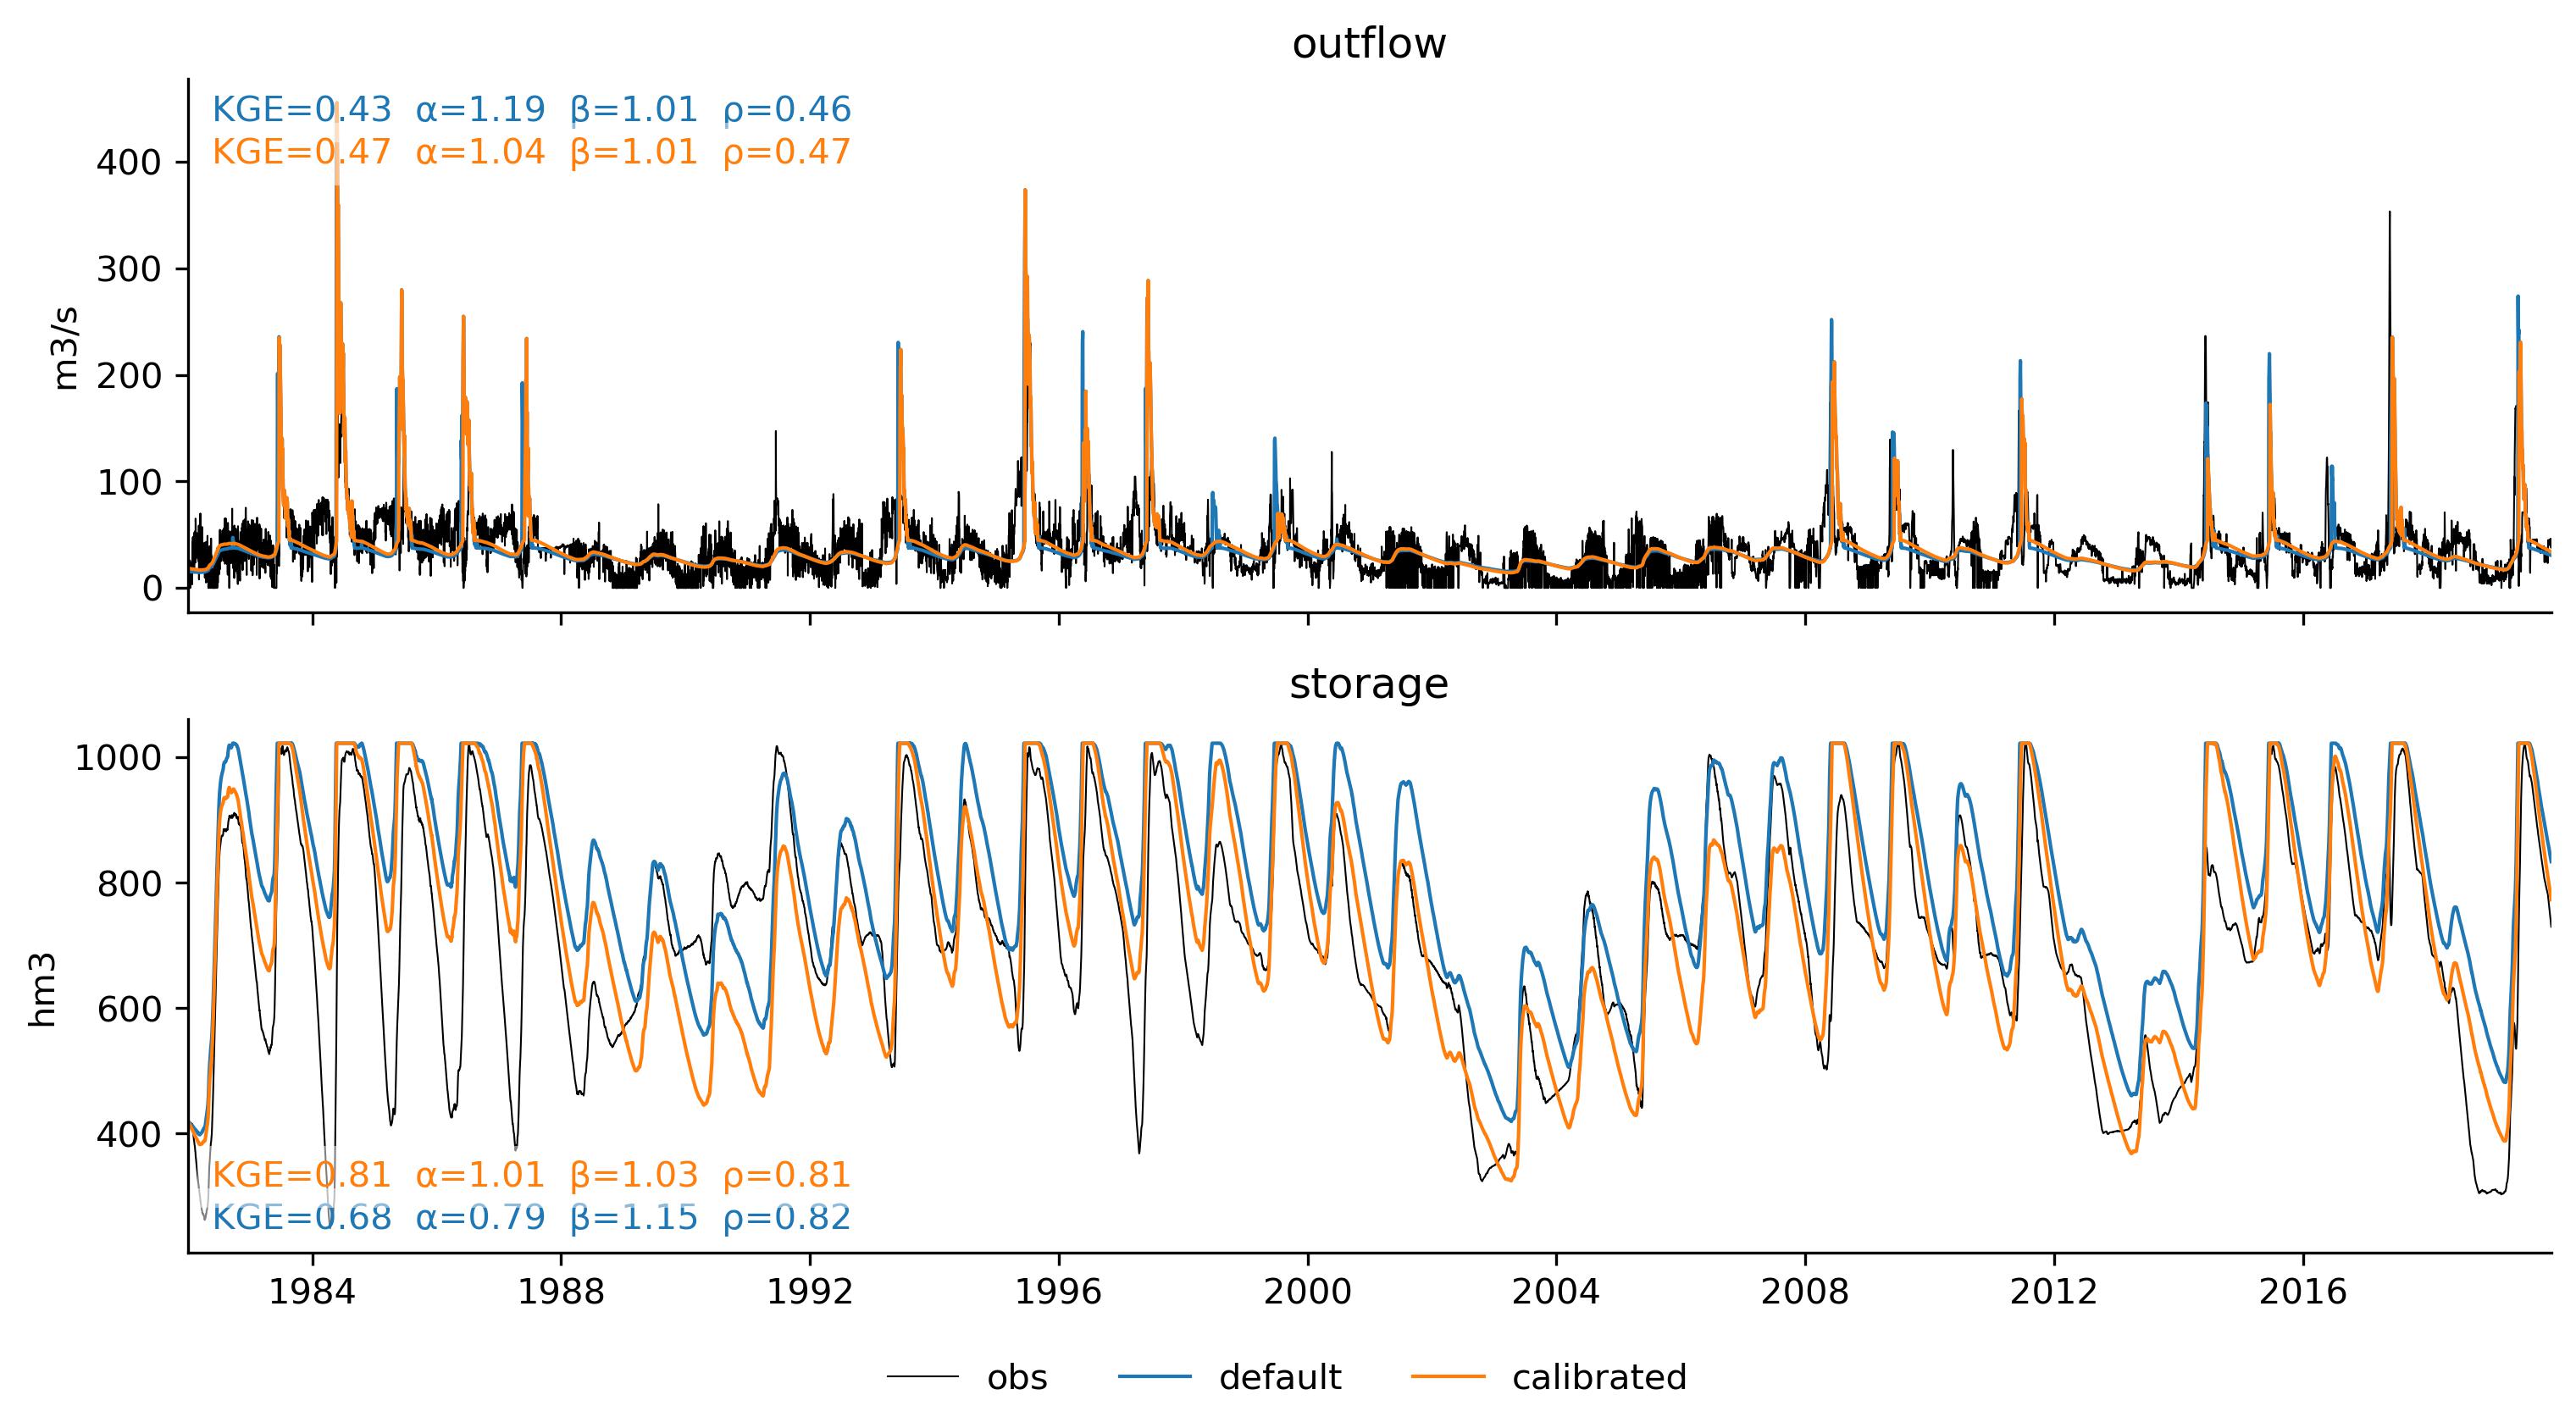 outflow
KGE=0.43 α=1.19 β=1.01 ρ=0.46
KGE=0.47 α=1.04 β=1.01 ρ=0.47
400
300
200
100
0
m3/s
storage
1000
800
600
400
hm3
KGE=0.81 α=1.01 β=1.03 ρ=0.81
KGE=0.68 α=0.79 β=1.15 ρ=0.82
1984 1988 1992 1996 2000 2004 2008 2012 2016
obs default calibrated